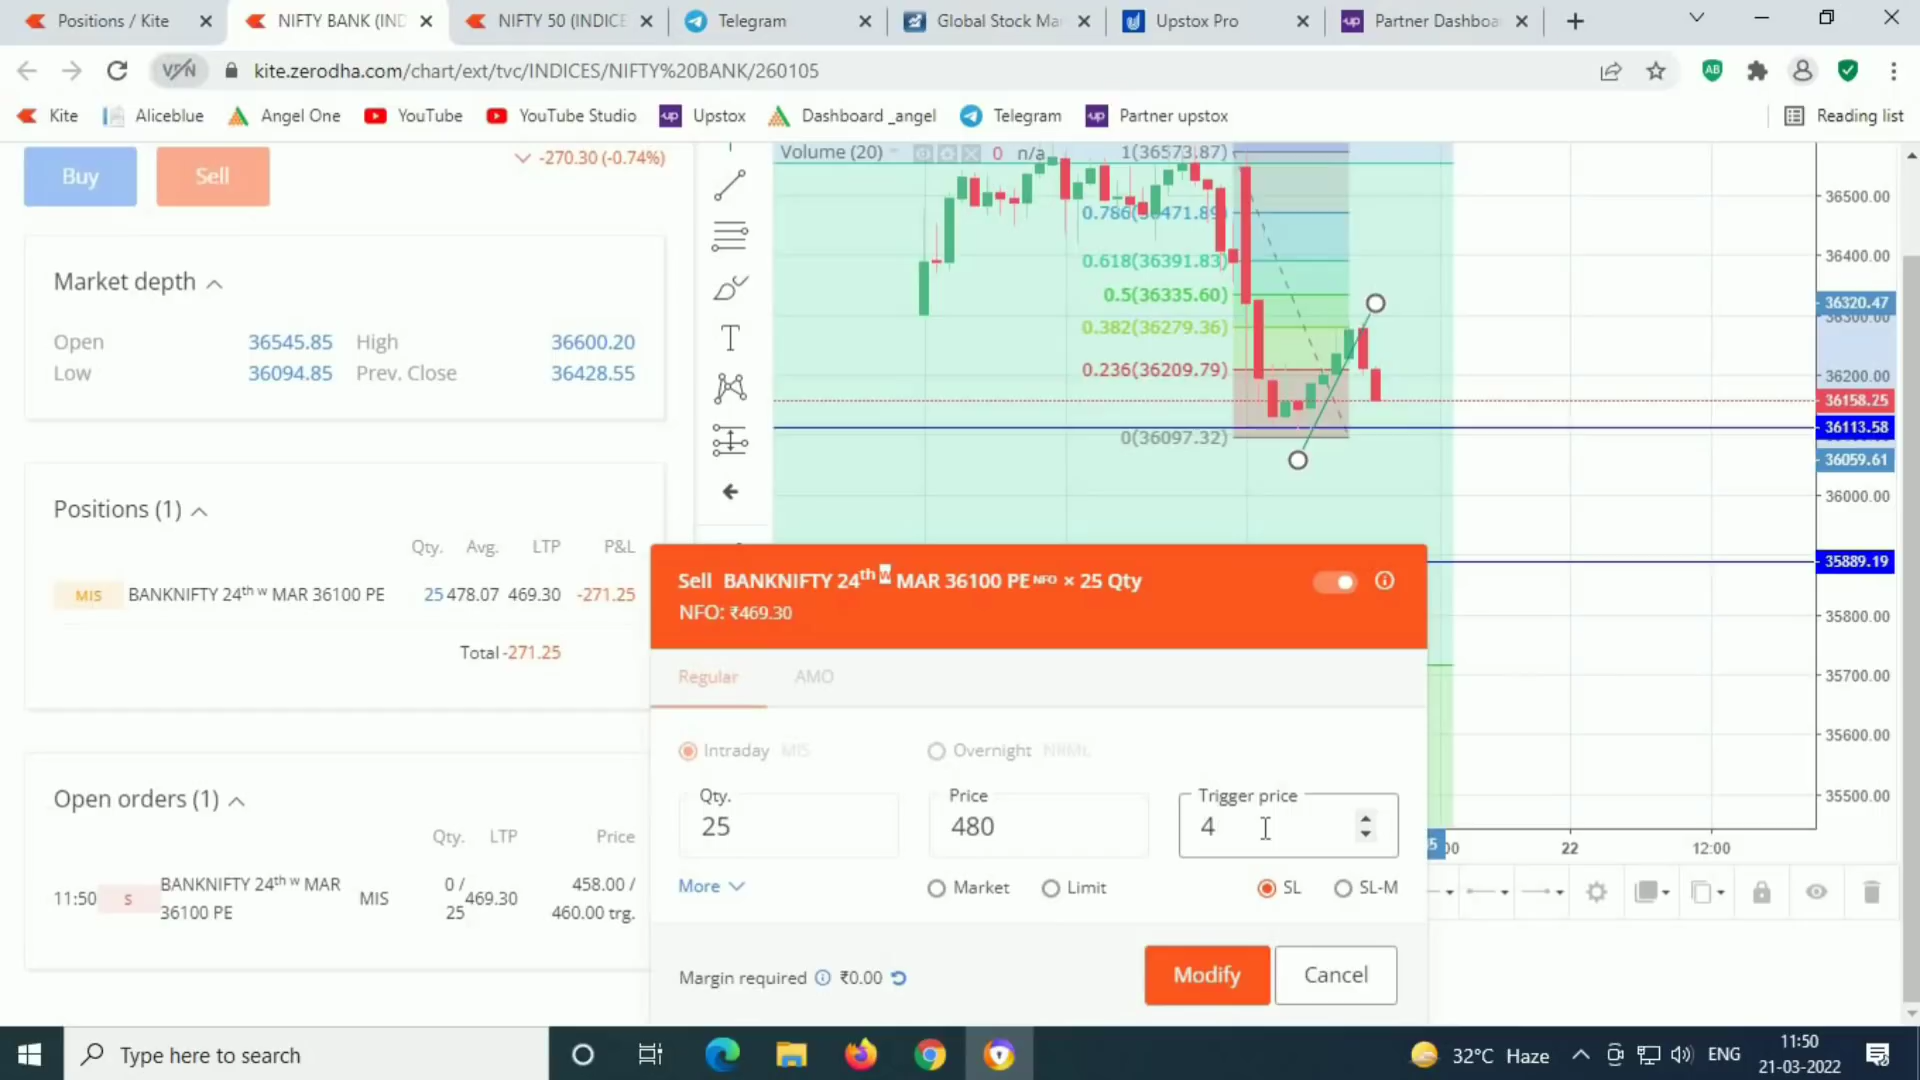 Positions / Kite
NIFTY BANK (IND
NIFTY 50 (INDICE
Telegram
Global Stock Ma
Upstox Pro
Partner Dashboa
VPN
kite.zerodha.com/chart/ext/tvc/INDICES/NIFTY%20BANK/260105
AB
Kite
Aliceblue
Angel One
YouTube
YouTube Studio
up
Upstox
Dashboard _angel
Telegram
up
Partner upstox
Reading list
Buy
Sell
-270.30 (-0.74%)
Market depth
Open 36545.85 High 36600.20
Low 36094.85 Prev. Close 36428.55
Positions (1)
Qty. Avg. LTP P&L
MIS BANKNIFTY 24th w MAR 36100 PE 25 478.07 469.30 -271.25
Total -271.25
Open orders (1)
Qty. LTP Price
11:50 S BANKNIFTY 24th w MAR 36100 PE MIS 0 / 25 469.30 458.00 / 460.00 trg.
Volume (20) 0 n/a
1(36573.87)
0.786(36471.89)
0.618(36391.83)
0.5(36335.60)
0.382(36279.36)
0.236(36209.79)
0(36097.32)
36500.00
36400.00
36320.47
36300.00
36200.00
36158.25
36113.58
36059.61
36000.00
35889.19
35800.00
35700.00
35600.00
35500.00
22
12:00
Sell BANKNIFTY 24th w MAR 36100 PE NFO × 25 Qty
NFO: ₹469.30
Regular
AMO
Intraday MIS
Overnight NRML
Qty.
25
Price
480
Trigger price
4
More
Market
Limit
SL
SL-M
Margin required ₹0.00
Modify
Cancel
Type here to search
32°C Haze
ENG
11:50
21-03-2022